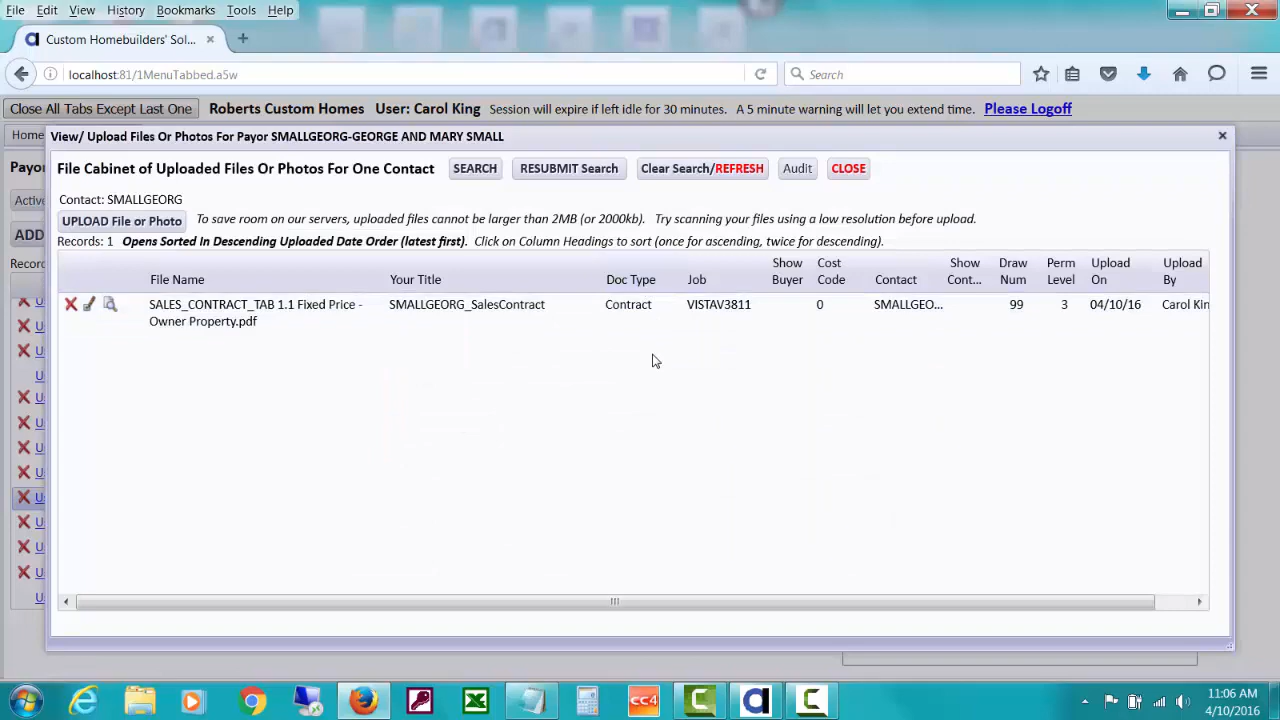 File Edit View History Bookmarks Tools Help
Custom Homebuilders' Sol...
localhost:81/1MenuTabbed.a5w
Search
Close All Tabs Except Last One Roberts Custom Homes User: Carol King Session will expire if left idle for 30 minutes. A 5 minute warning will let you extend time. Please Logoff
Home
View/ Upload Files Or Photos For Payor SMALLGEORG-GEORGE AND MARY SMALL
Payo
File Cabinet of Uploaded Files Or Photos For One Contact SEARCH RESUBMIT Search Clear Search/REFRESH Audit CLOSE
Active
Contact: SMALLGEORG
UPLOAD File or Photo To save room on our servers, uploaded files cannot be larger than 2MB (or 2000kb). Try scanning your files using a low resolution before upload.
ADD
Records: 1 Opens Sorted In Descending Uploaded Date Order (latest first). Click on Column Headings to sort (once for ascending, twice for descending).
Record
File Name Your Title Doc Type Job Show Buyer Cost Code Contact Show Cont... Draw Num Perm Level Upload On Upload By
SALES_CONTRACT_TAB 1.1 Fixed Price - SMALLGEORG_SalesContract Contract VISTAV3811 0 SMALLGEO... 99 3 04/10/16 Carol Kin
Owner Property.pdf
CC4
11:06 AM
4/10/2016